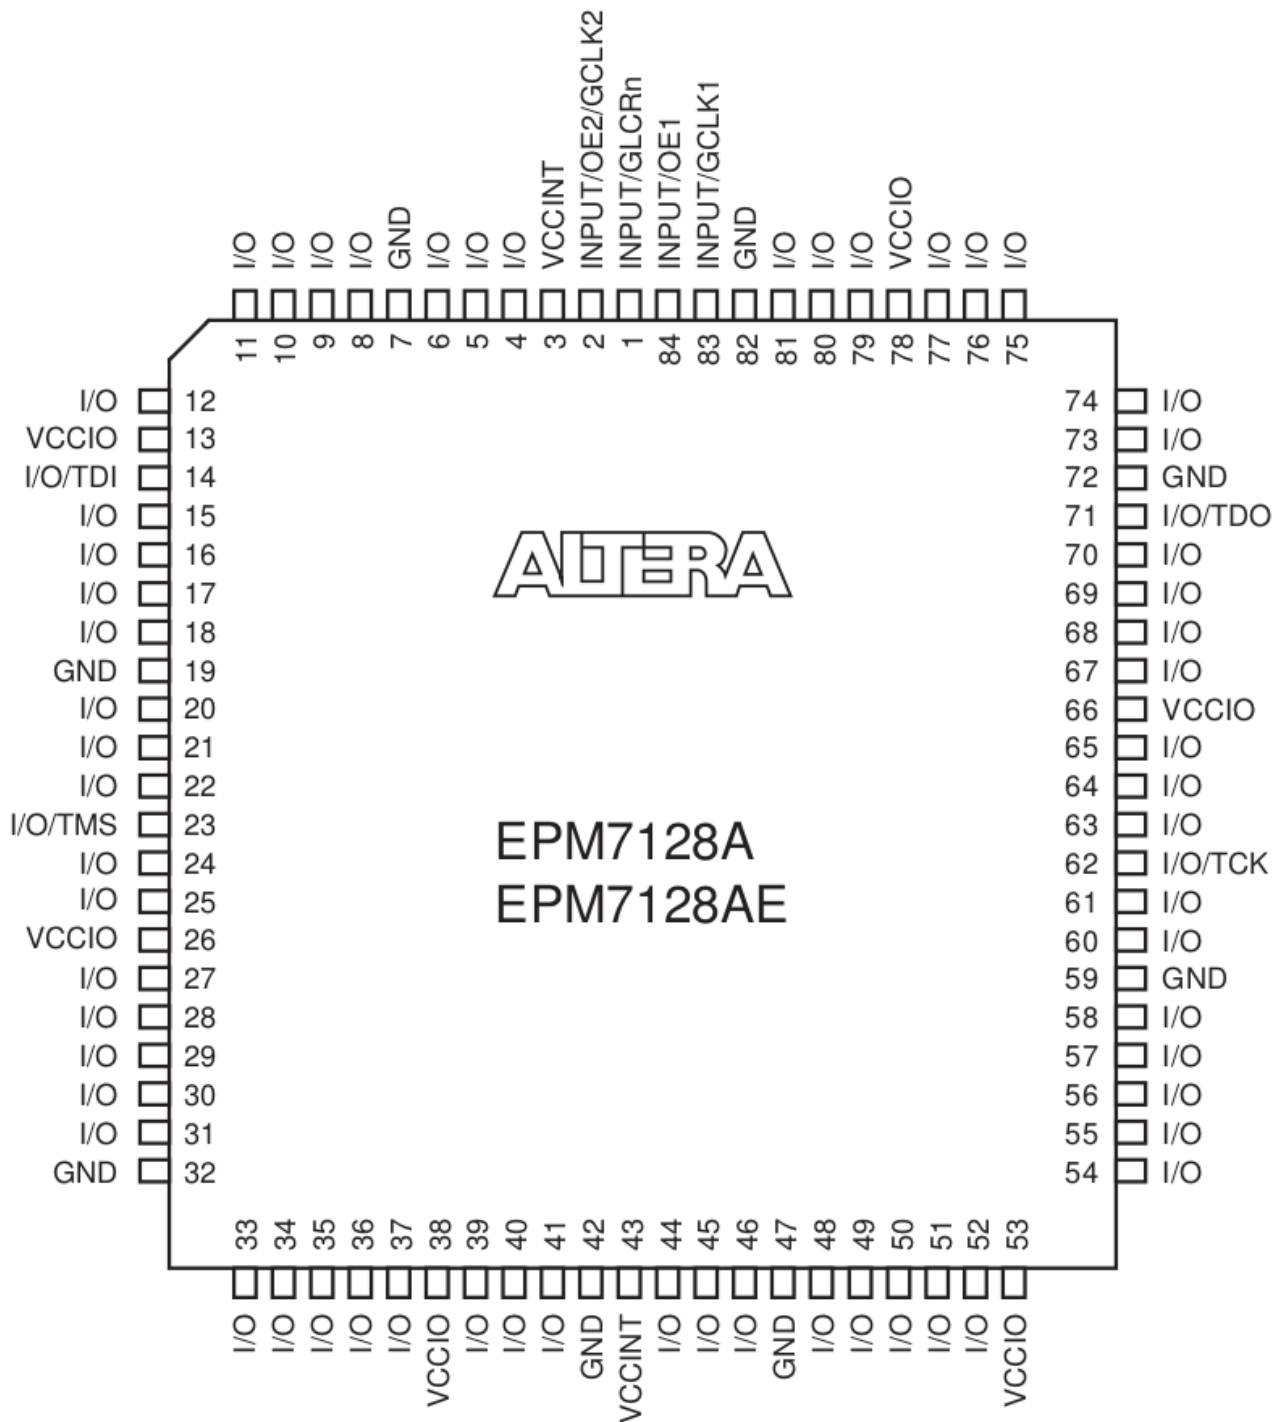 I/O I/O I/O I/O GND I/O I/O I/O VCCINT INPUT/OE2/GCLK2 INPUT/GLCRn INPUT/OE1 INPUT/GCLK1 GND I/O I/O I/O VCCIO I/O I/O I/O
11 10 9 8 7 6 5 4 3 2 1 84 83 82 81 80 79 78 77 76 75
I/O 12 74 I/O
VCCIO 13 73 I/O
I/O/TDI 14 72 GND
I/O 15 71 I/O/TDO
I/O 16 70 I/O
I/O 17 69 I/O
I/O 18 68 I/O
GND 19 67 I/O
I/O 20 66 VCCIO
I/O 21 65 I/O
I/O 22 64 I/O
I/O/TMS 23 63 I/O
I/O 24 62 I/O/TCK
I/O 25 61 I/O
VCCIO 26 60 I/O
I/O 27 59 GND
I/O 28 58 I/O
I/O 29 57 I/O
I/O 30 56 I/O
I/O 31 55 I/O
GND 32 54 I/O
ALTERA
EPM7128A
EPM7128AE
33 34 35 36 37 38 39 40 41 42 43 44 45 46 47 48 49 50 51 52 53
I/O I/O I/O I/O I/O VCCIO I/O I/O I/O GND VCCINT I/O I/O I/O GND I/O I/O I/O I/O I/O VCCIO